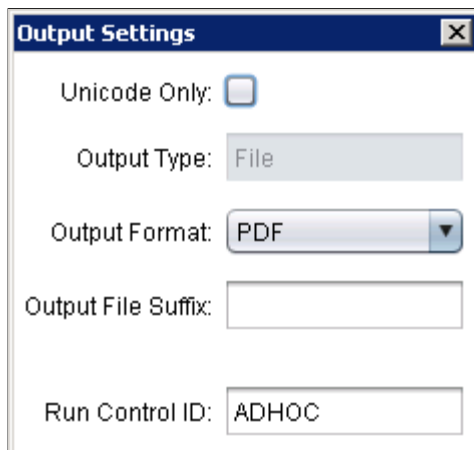 Output Settings
Unicode Only:
Output Type: File
Output Format: PDF
Output File Suffix:
Run Control ID: ADHOC